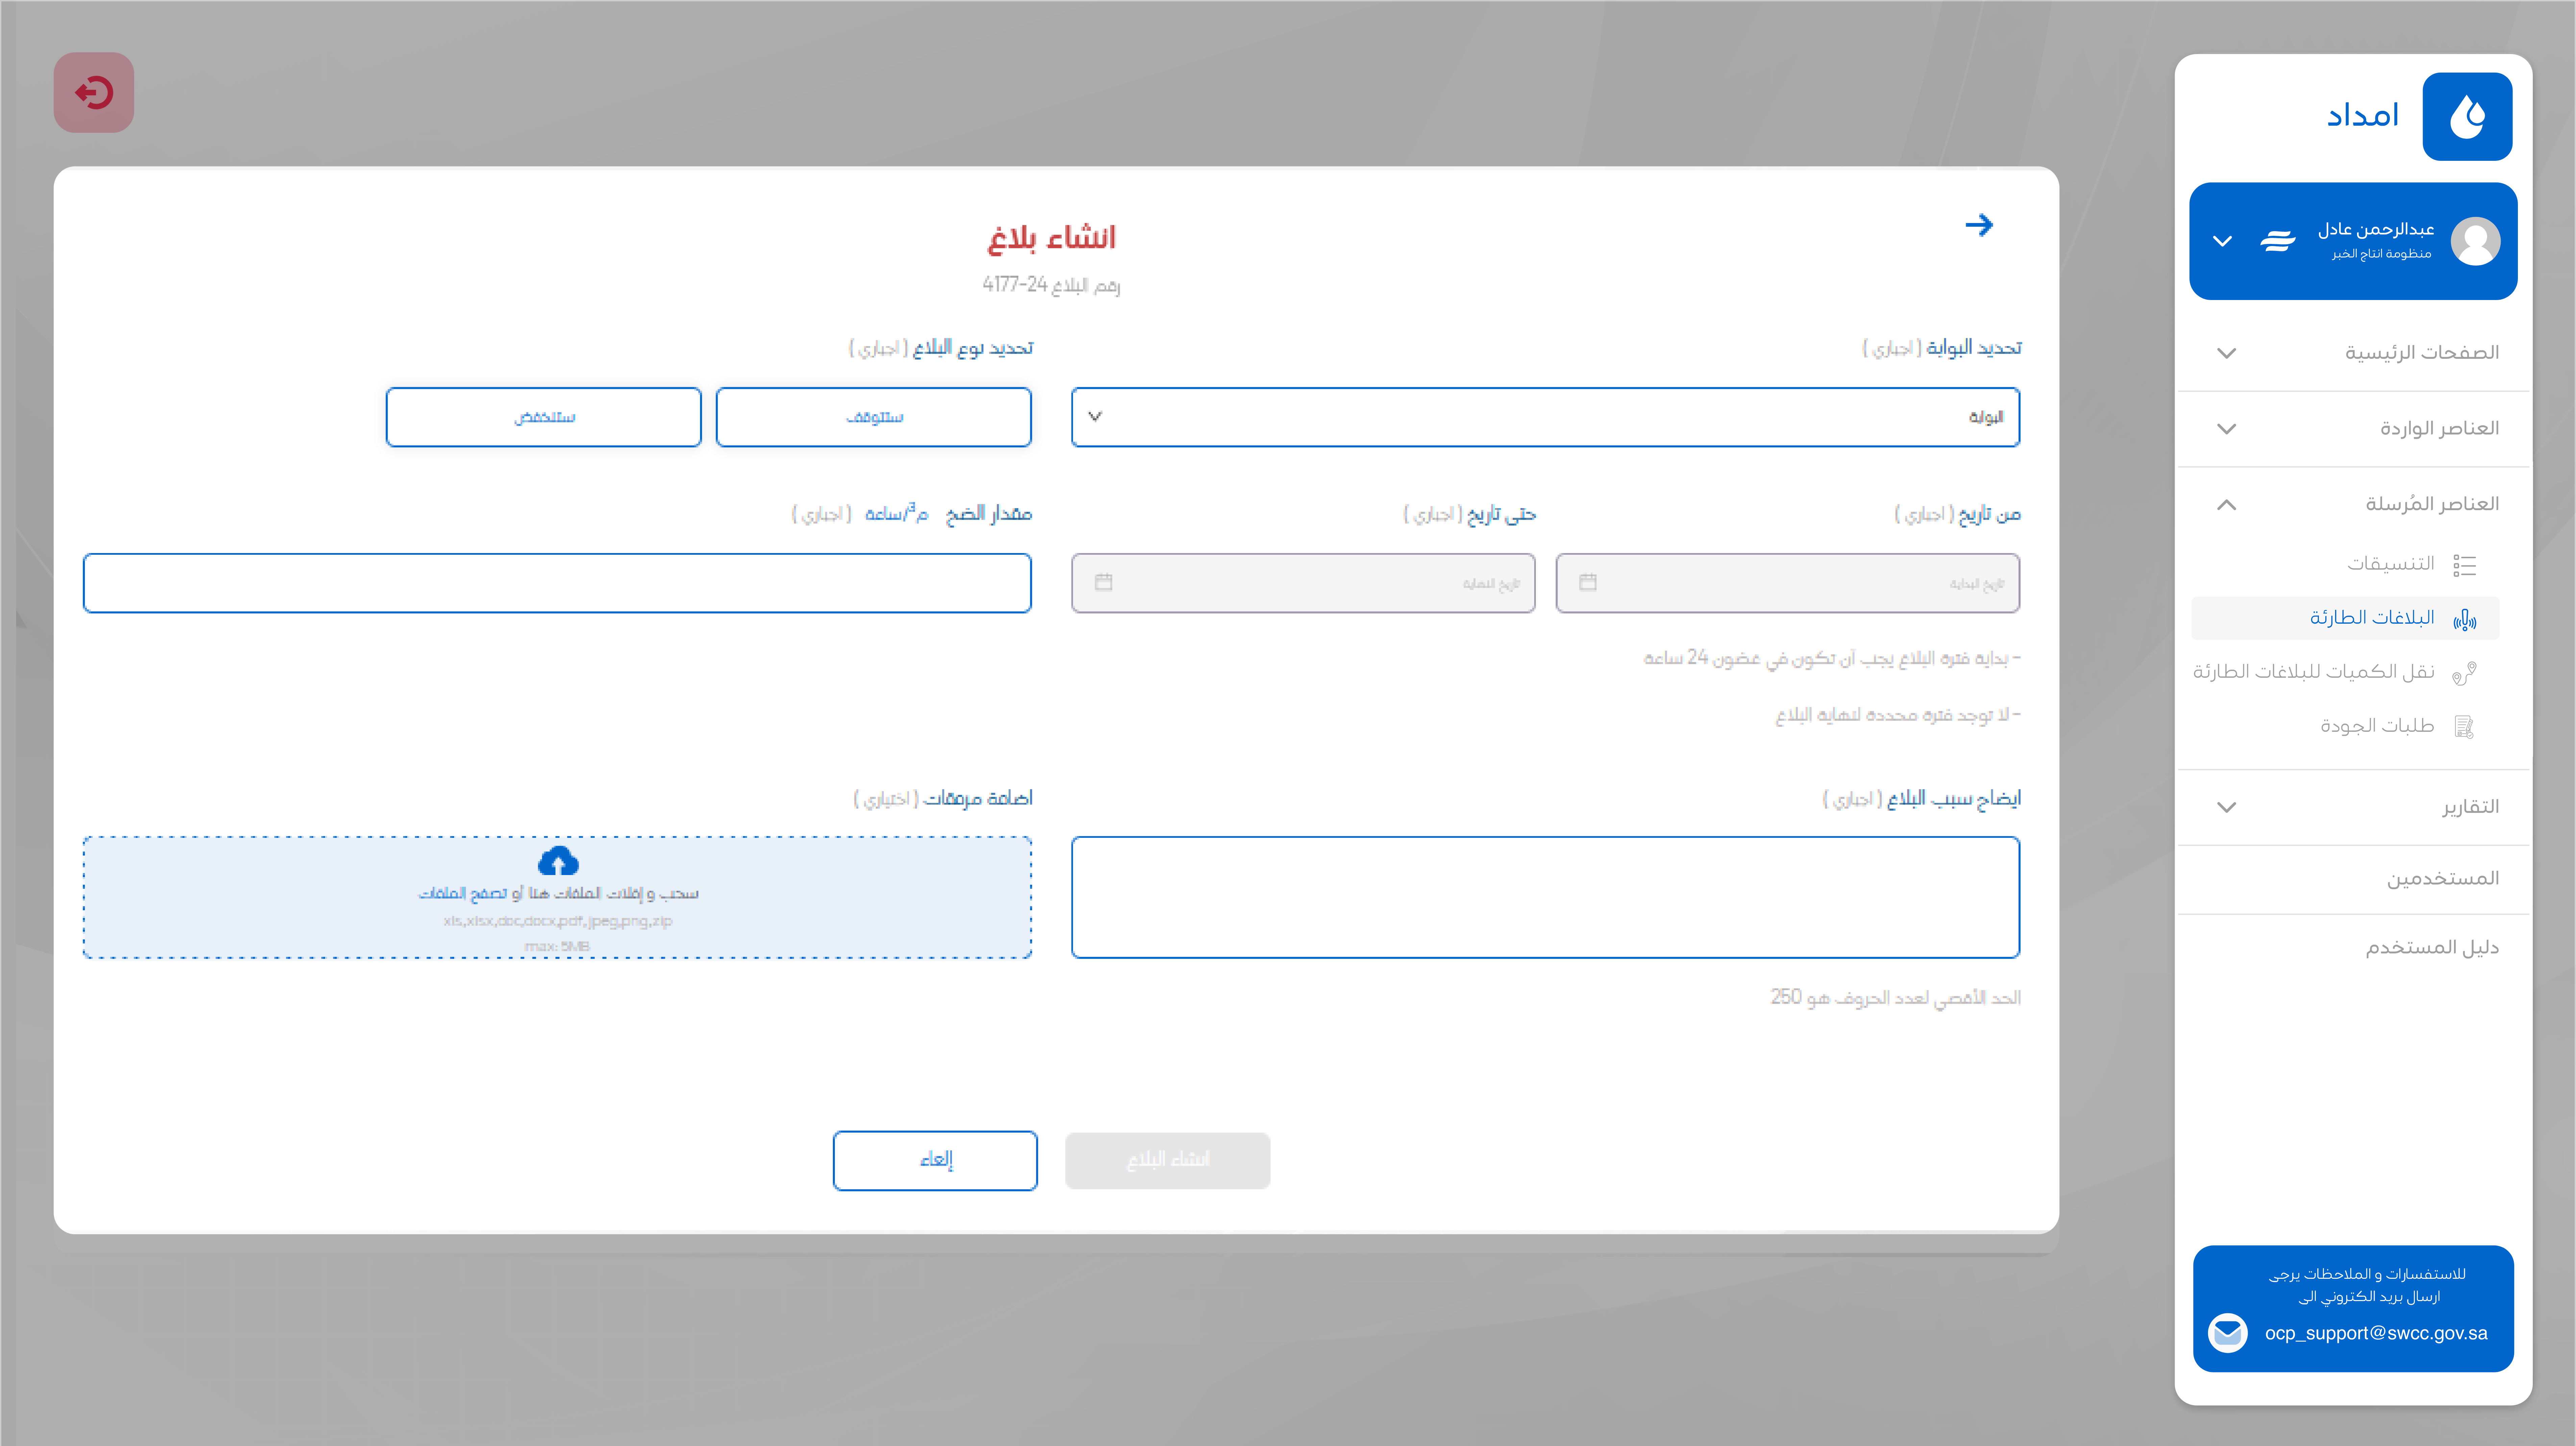 امداد
عبدالرحمن عادل
منظومة انتاج الخبر
الصفحات الرئيسية
العناصر الواردة
العناصر المُرسلة
التنسيقات
البلاغات الطارئة
نقل الكميات للبلاغات الطارئة
طلبات الجودة
التقارير
المستخدمين
دليل المستخدم
للاستفسارات و الملاحظات يرجى
ارسال بريد الكتروني الى
ocp_support@swcc.gov.sa
انشاء بلاغ
رقم البلاغ 24-4177
تحديد البوابة ( اجباري )
البوابة
تحديد نوع البلاغ ( اجباري )
ستتوقف
ستنخفض
من تاريخ ( اجباري )
تاريخ البداية
حتى تاريخ ( اجباري )
تاريخ النهاية
مقدار الضخ م³/ساعة ( اجباري )
- بداية فترة البلاغ يجب أن تكون في غضون 24 ساعة
- لا توجد فترة محددة لنهاية البلاغ
ايضاح سبب البلاغ ( اجباري )
الحد الأقصي لعدد الحروف هو 250
اضافة مرفقات ( اختياري )
سحب و إفلات الملفات هنا أو تصفح الملفات
xls,xlsx,doc,docx,pdf,jpeg,png,zip
max: 5MB
انشاء البلاغ
إلغاء